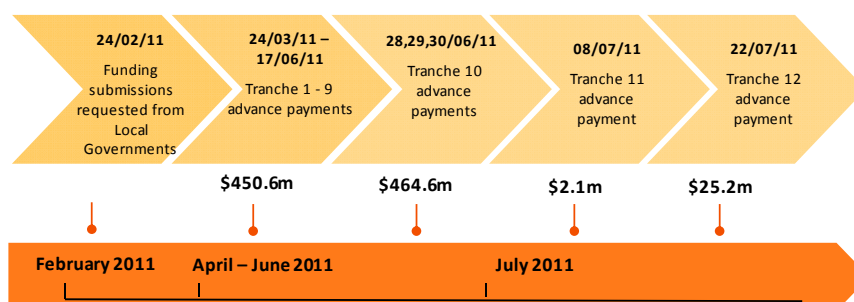 24/02/11
Funding
submissions
requested from
Local
Governments
24/03/11 –
17/06/11
Tranche 1 - 9
advance payments
28,29,30/06/11
Tranche 10
advance
payments
08/07/11
Tranche 11
advance
payment
22/07/11
Tranche 12
advance
payment
$450.6m
$464.6m
$2.1m
$25.2m
February 2011
April – June 2011
July 2011